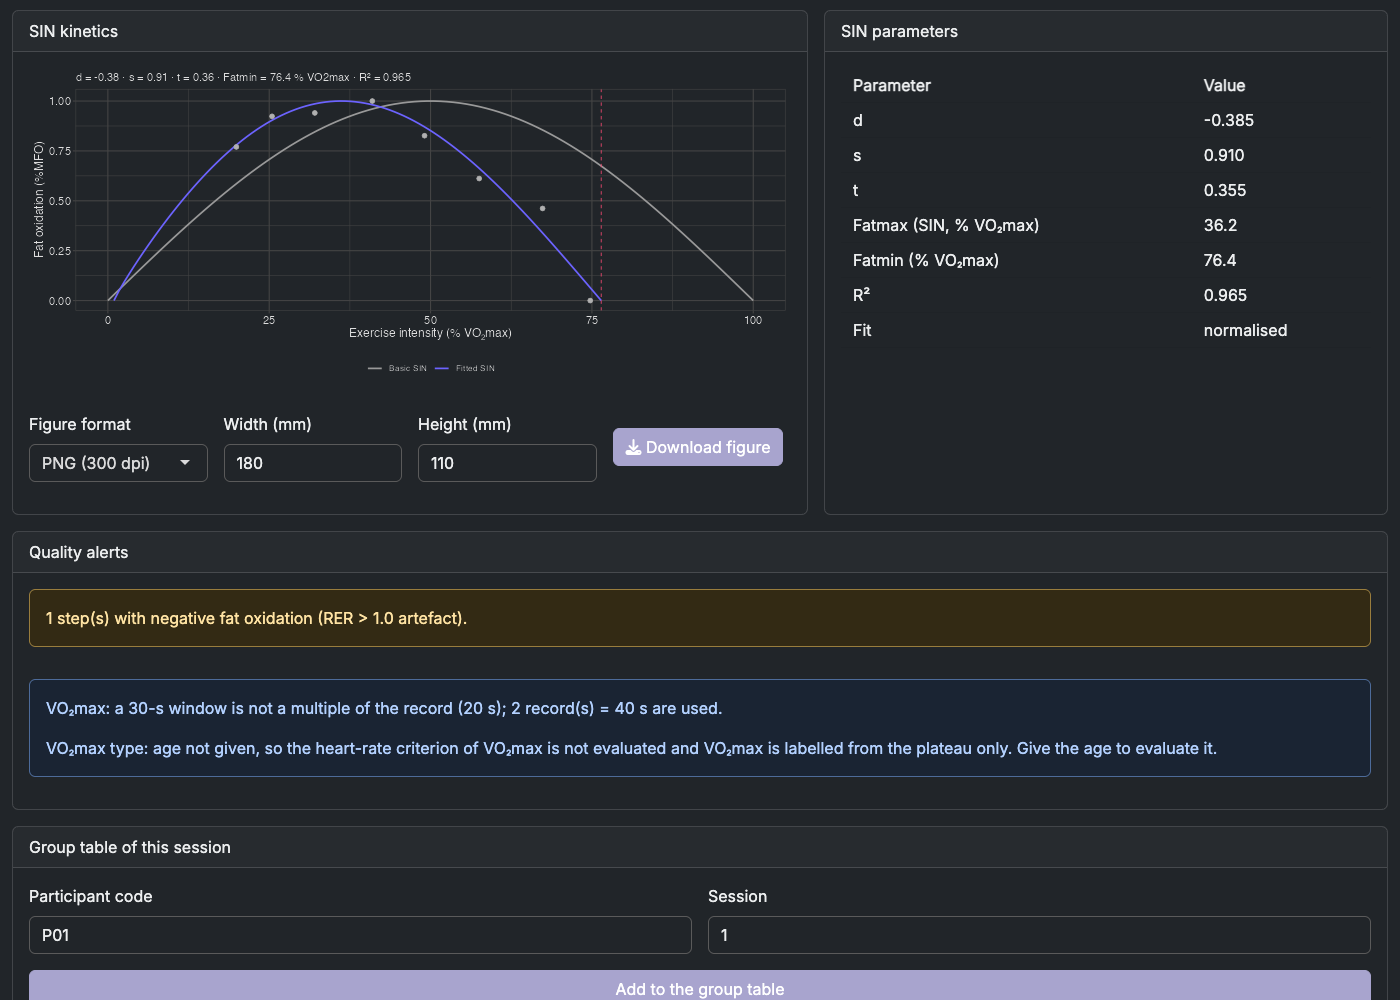 SIN kinetics
d = -0.38 · s = 0.91 · t = 0.36 · Fatmin = 76.4 % VO2max · R² = 0.965
1.00
0.75
0.50
0.25
0.00
Fat oxidation (%MFO)
0 25 50 75 100
Exercise intensity (% VO₂max)
Basic SIN Fitted SIN
Figure format Width (mm) Height (mm)
PNG (300 dpi) 180 110 Download figure
SIN parameters
Parameter Value
d -0.385
s 0.910
t 0.355
Fatmax (SIN, % VO₂max) 36.2
Fatmin (% VO₂max) 76.4
R² 0.965
Fit normalised
Quality alerts
1 step(s) with negative fat oxidation (RER > 1.0 artefact).
VO₂max: a 30-s window is not a multiple of the record (20 s); 2 record(s) = 40 s are used.
VO₂max type: age not given, so the heart-rate criterion of VO₂max is not evaluated and VO₂max is labelled from the plateau only. Give the age to evaluate it.
Group table of this session
Participant code Session
P01 1
Add to the group table